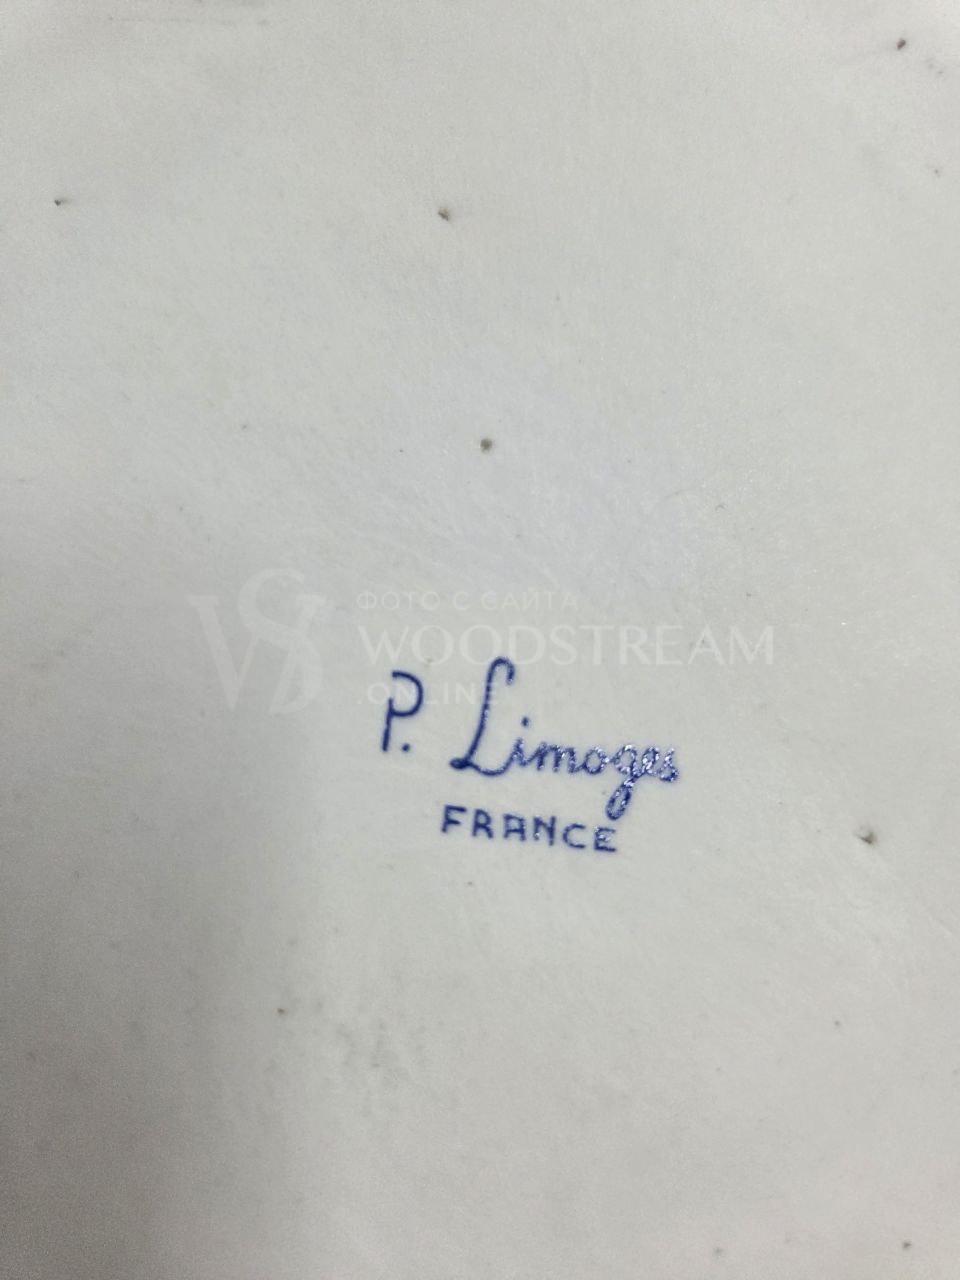 ФОТО С САЙТА
WOODSTREAM
.ONLINE
P. Limoges
FRANCE